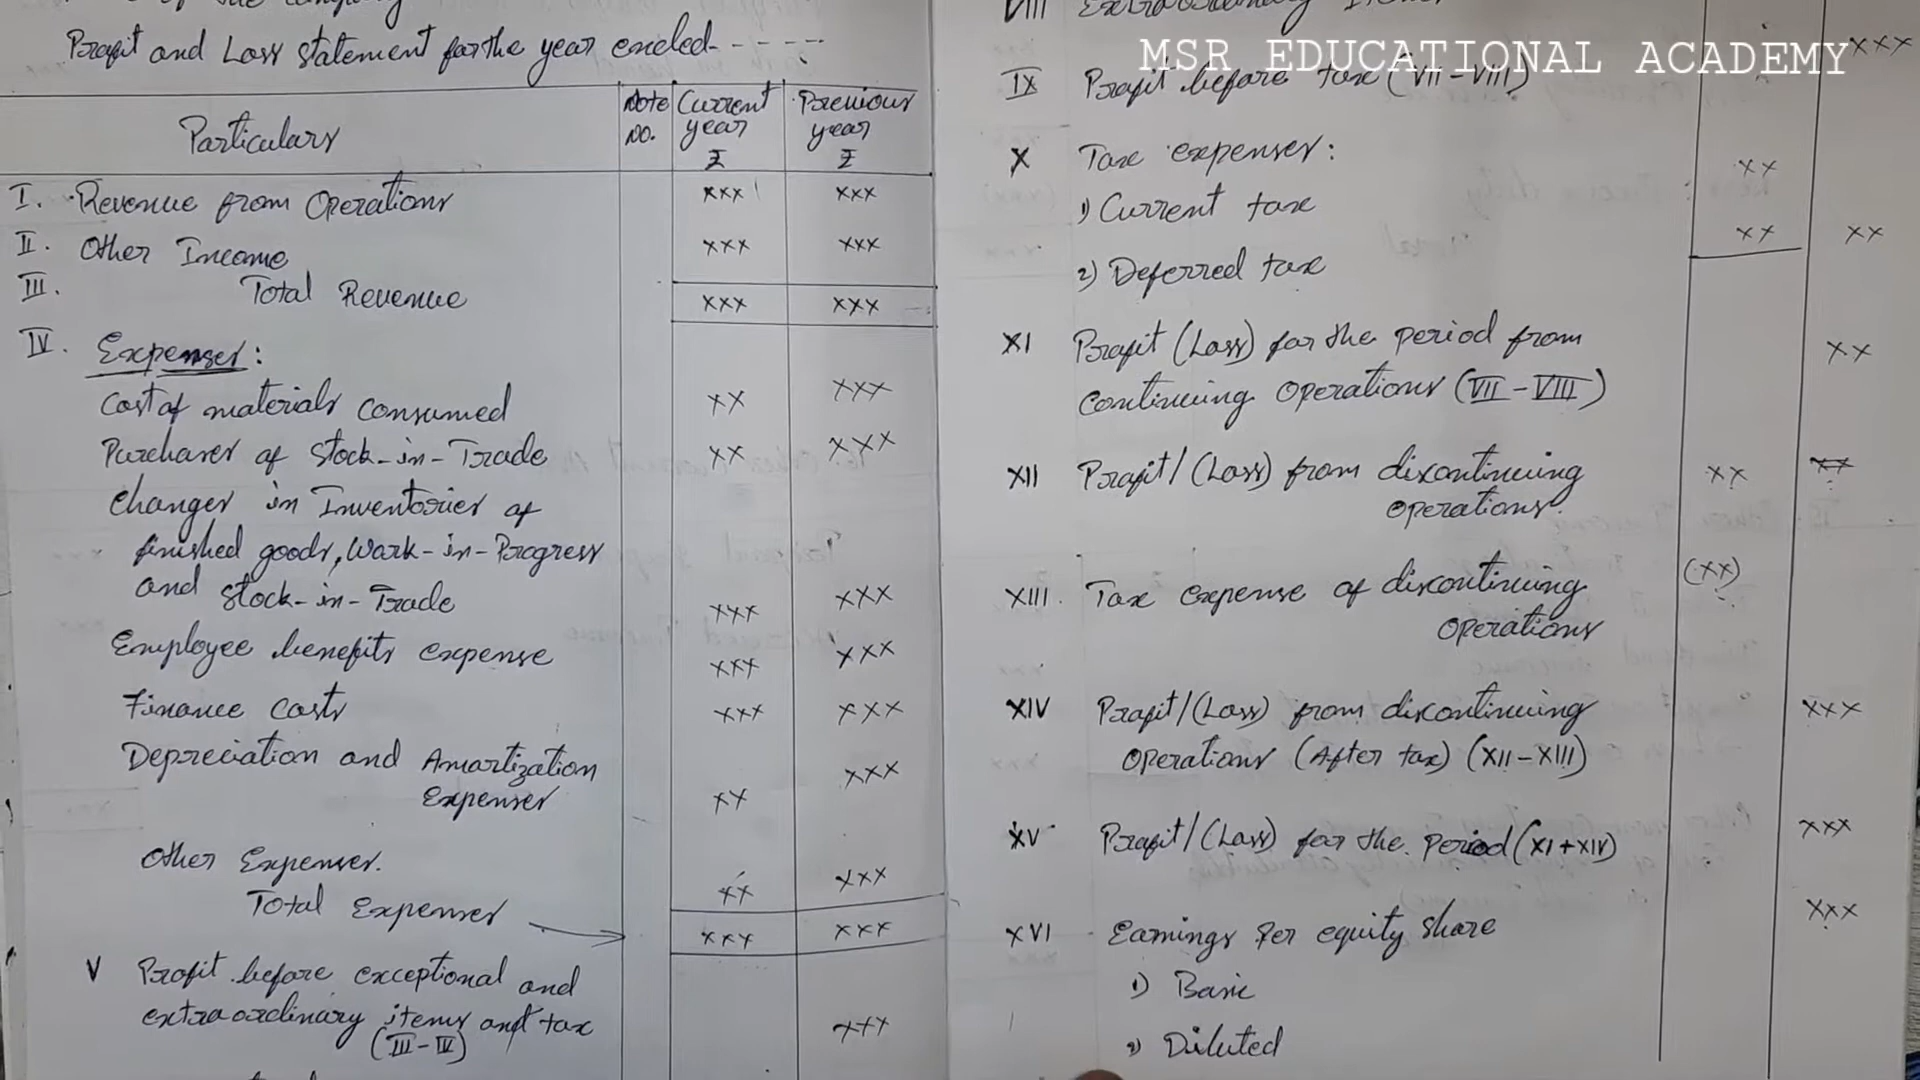 of the company
Profit and Loss Statement for the year ended-----
Particulars
Note No.
Current year ₹
Previous year ₹
I. Revenue from Operations xxx xxx
II. Other Income xxx xxx
III. Total Revenue xxx xxx
IV. Expenses:
Cost of materials consumed xx xxx
Purchases of Stock-in-Trade xx xxx
Changes in Inventories of
finished goods, Work-in-Progress
and Stock-in-Trade xxx xxx
Employee benefits expense xxx xxx
Finance Costs xxx xxx
Depreciation and Amortization xxx
Expenses xx
Other Expenses. xx xxx
Total Expenses xxx xxx
V Profit before exceptional and
extraordinary items and tax xxx
(III-IV)
VIII Extraordinary Items
MSR EDUCATIONAL ACADEMY xxx
IX Profit before tax (VII-VIII)
X Tax expenses:
1) Current tax xx
2) Deferred tax xx xx
XI Profit (Loss) for the period from xx
continuing Operations (VII-VIII)
XII Profit/(Loss) from discontinuing xx xx
Operations.
XIII. Tax expense of discontinuing (xx)
Operations
XIV Profit/(Loss) from discontinuing xxx
Operations (After tax) (XII-XIII)
XV Profit/(Loss) for the period (XI+XIV) xxx
XVI Earnings Per equity share xxx
1) Basic
2) Diluted